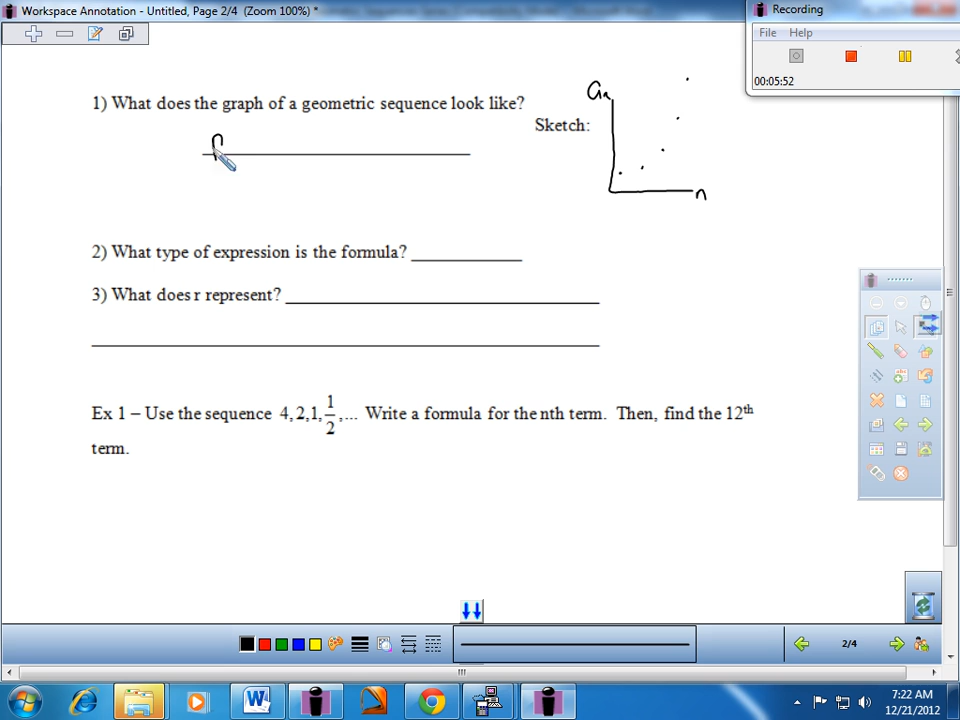 Workspace Annotation - Untitled, Page 2/4 (Zoom 100%) *
Recording
File Help
00:05:52
1) What does the graph of a geometric sequence look like?
Sketch:
an
n
2) What type of expression is the formula?
3) What does r represent?
Ex 1 – Use the sequence 4, 2, 1, 1/2, ... Write a formula for the nth term. Then, find the 12th
term.
2/4
7:22 AM
12/21/2012